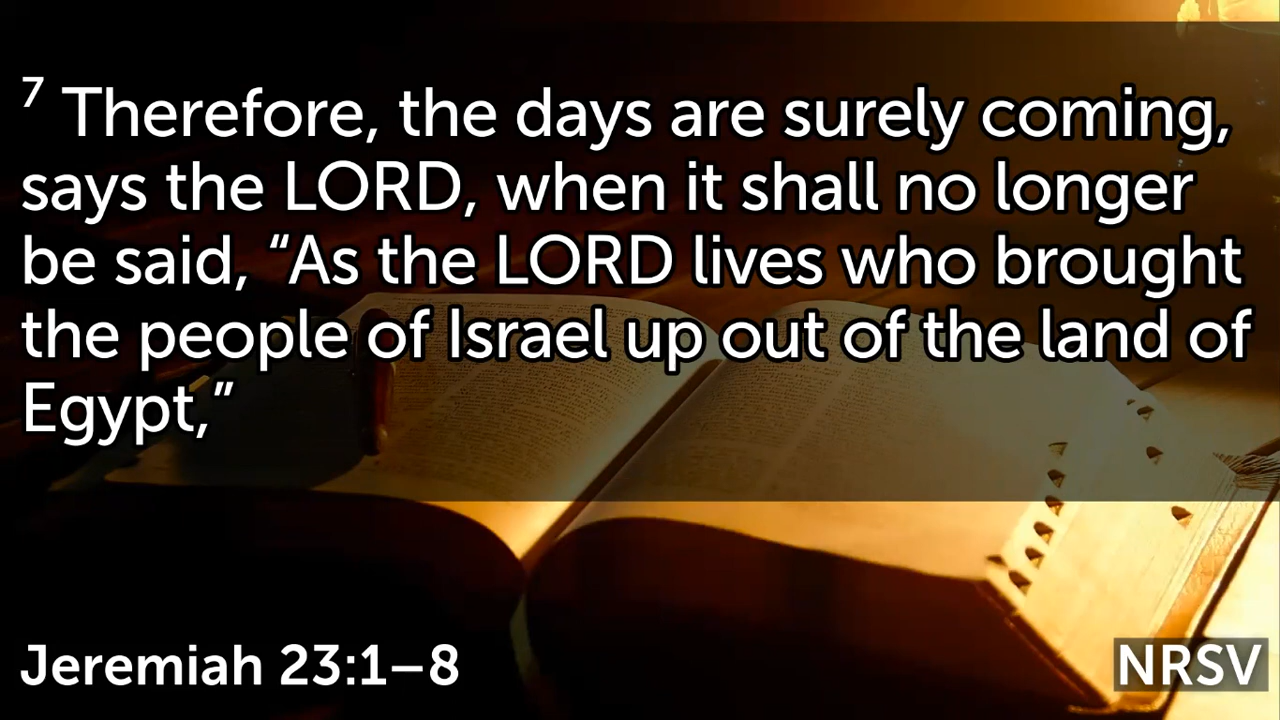 ⁷ Therefore, the days are surely coming,
says the LORD, when it shall no longer
be said, “As the LORD lives who brought
the people of Israel up out of the land of
Egypt,”
Jeremiah 23:1–8
NRSV